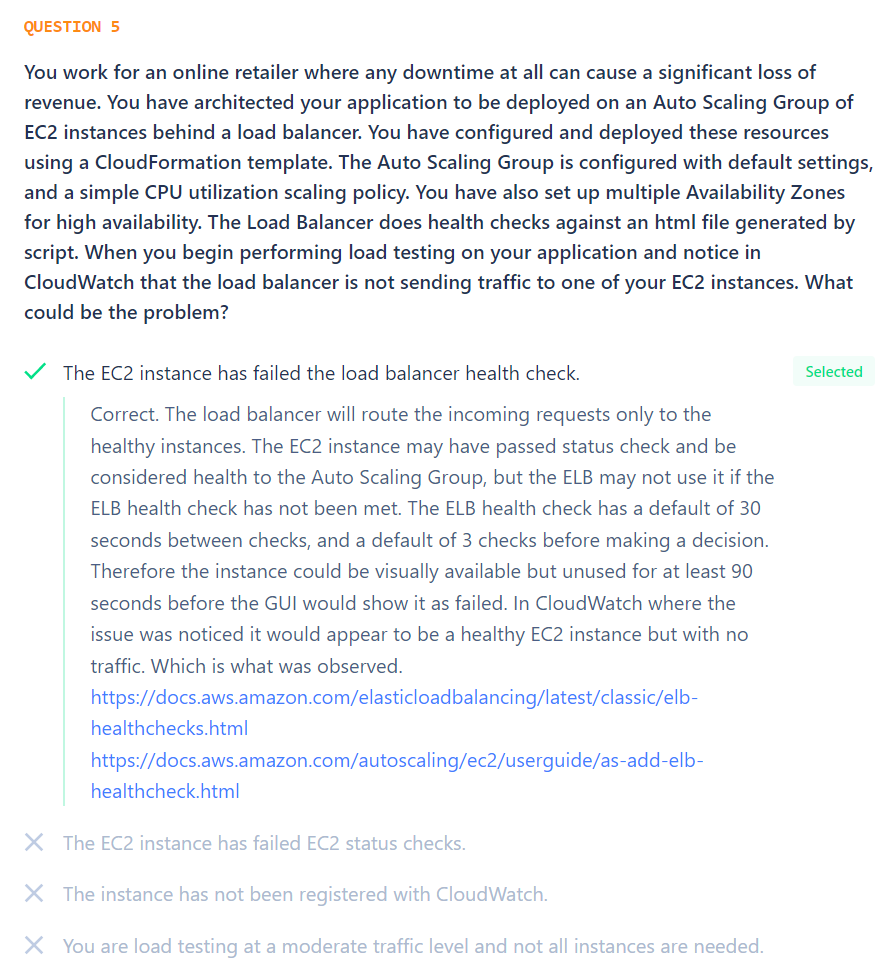 QUESTION 5
You work for an online retailer where any downtime at all can cause a significant loss of
revenue. You have architected your application to be deployed on an Auto Scaling Group of
EC2 instances behind a load balancer. You have configured and deployed these resources
using a CloudFormation template. The Auto Scaling Group is configured with default settings,
and a simple CPU utilization scaling policy. You have also set up multiple Availability Zones
for high availability. The Load Balancer does health checks against an html file generated by
script. When you begin performing load testing on your application and notice in
CloudWatch that the load balancer is not sending traffic to one of your EC2 instances. What
could be the problem?
The EC2 instance has failed the load balancer health check.
Selected
Correct. The load balancer will route the incoming requests only to the
healthy instances. The EC2 instance may have passed status check and be
considered health to the Auto Scaling Group, but the ELB may not use it if the
ELB health check has not been met. The ELB health check has a default of 30
seconds between checks, and a default of 3 checks before making a decision.
Therefore the instance could be visually available but unused for at least 90
seconds before the GUI would show it as failed. In CloudWatch where the
issue was noticed it would appear to be a healthy EC2 instance but with no
traffic. Which is what was observed.
https://docs.aws.amazon.com/elasticloadbalancing/latest/classic/elb-
healthchecks.html
https://docs.aws.amazon.com/autoscaling/ec2/userguide/as-add-elb-
healthcheck.html
The EC2 instance has failed EC2 status checks.
The instance has not been registered with CloudWatch.
You are load testing at a moderate traffic level and not all instances are needed.